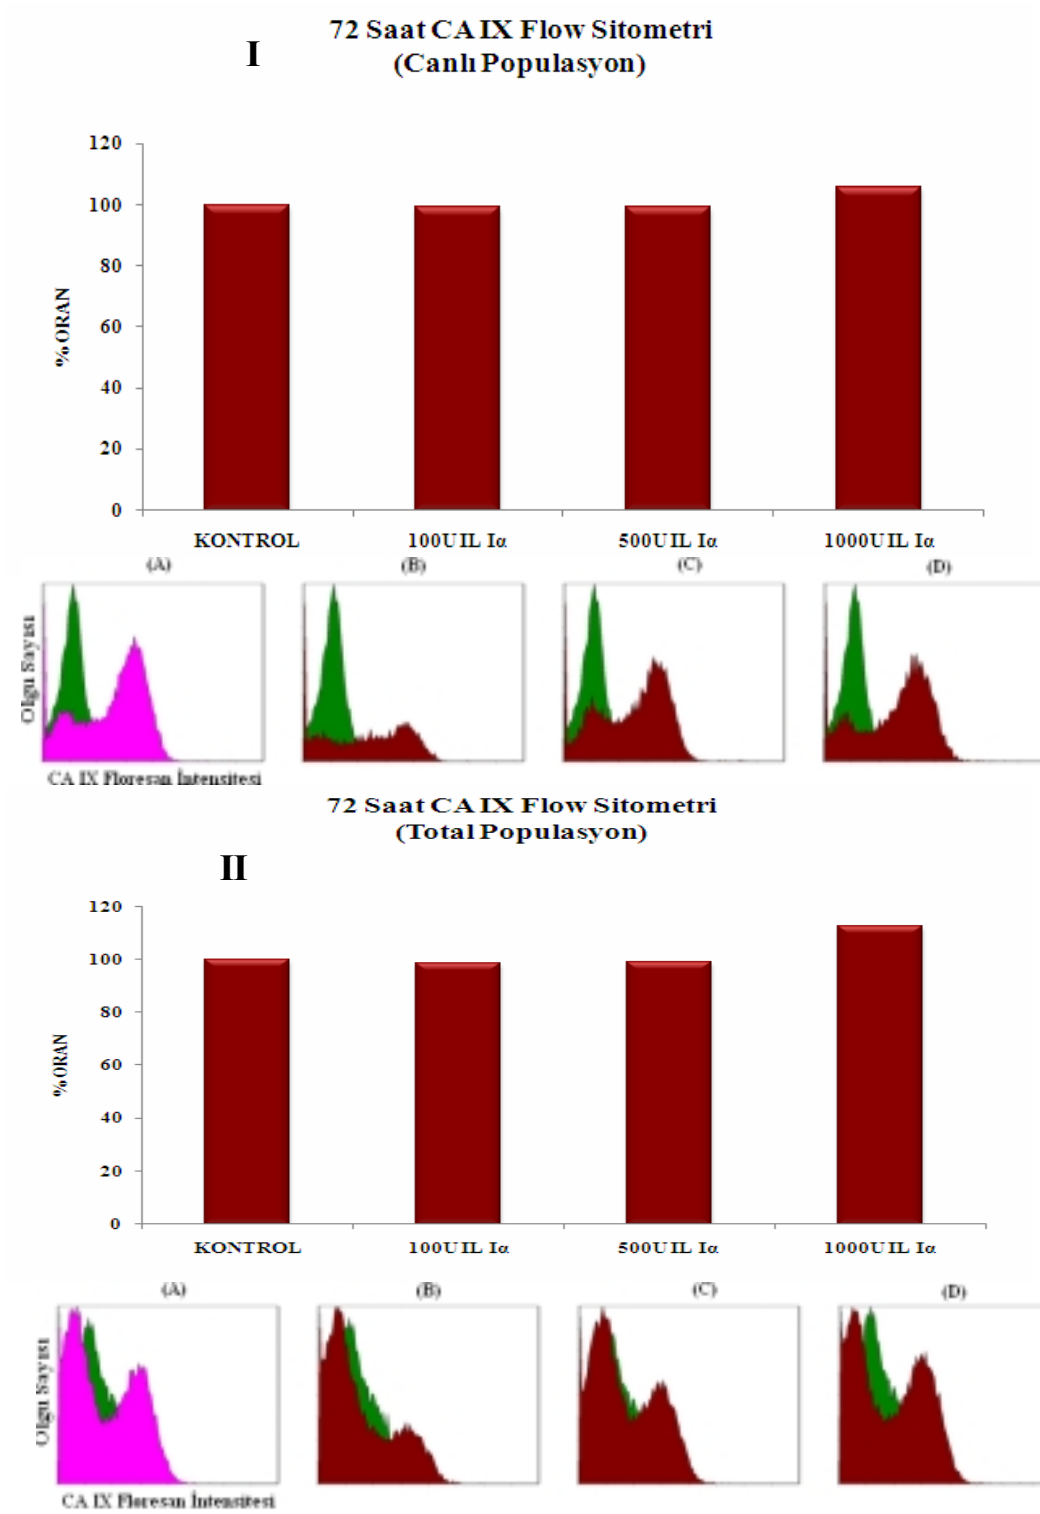 72 Saat CA IX Flow Sitometri
(Canlı Populasyon)
I
120
100
80
60
40
20
0
%ORAN
KONTROL 100U IL Iα 500U IL Iα 1000U IL Iα
(A) (B) (C) (D)
Olgu Sayısı
CA IX Floresan İntensitesi
72 Saat CA IX Flow Sitometri
(Total Populasyon)
II
120
100
80
60
40
20
0
%ORAN
KONTROL 100U IL Iα 500U IL Iα 1000U IL Iα
(A) (B) (C) (D)
Olgu Sayısı
CA IX Floresan İntensitesi